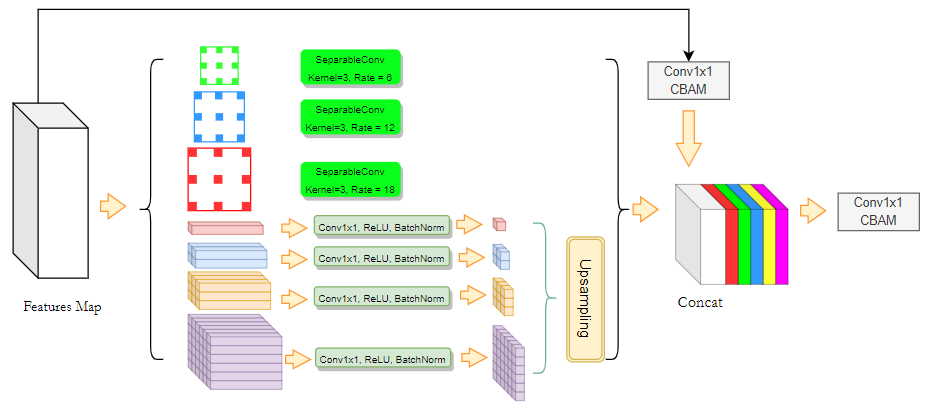 SeparableConv
Kernel=3, Rate = 6
SeparableConv
Kernel=3, Rate = 12
SeparableConv
Kernel=3, Rate = 18
Conv1x1, ReLU, BatchNorm
Conv1x1, ReLU, BatchNorm
Conv1x1, ReLU, BatchNorm
Conv1x1, ReLU, BatchNorm
Features Map
Upsampling
Conv1x1
CBAM
Concat
Conv1x1
CBAM